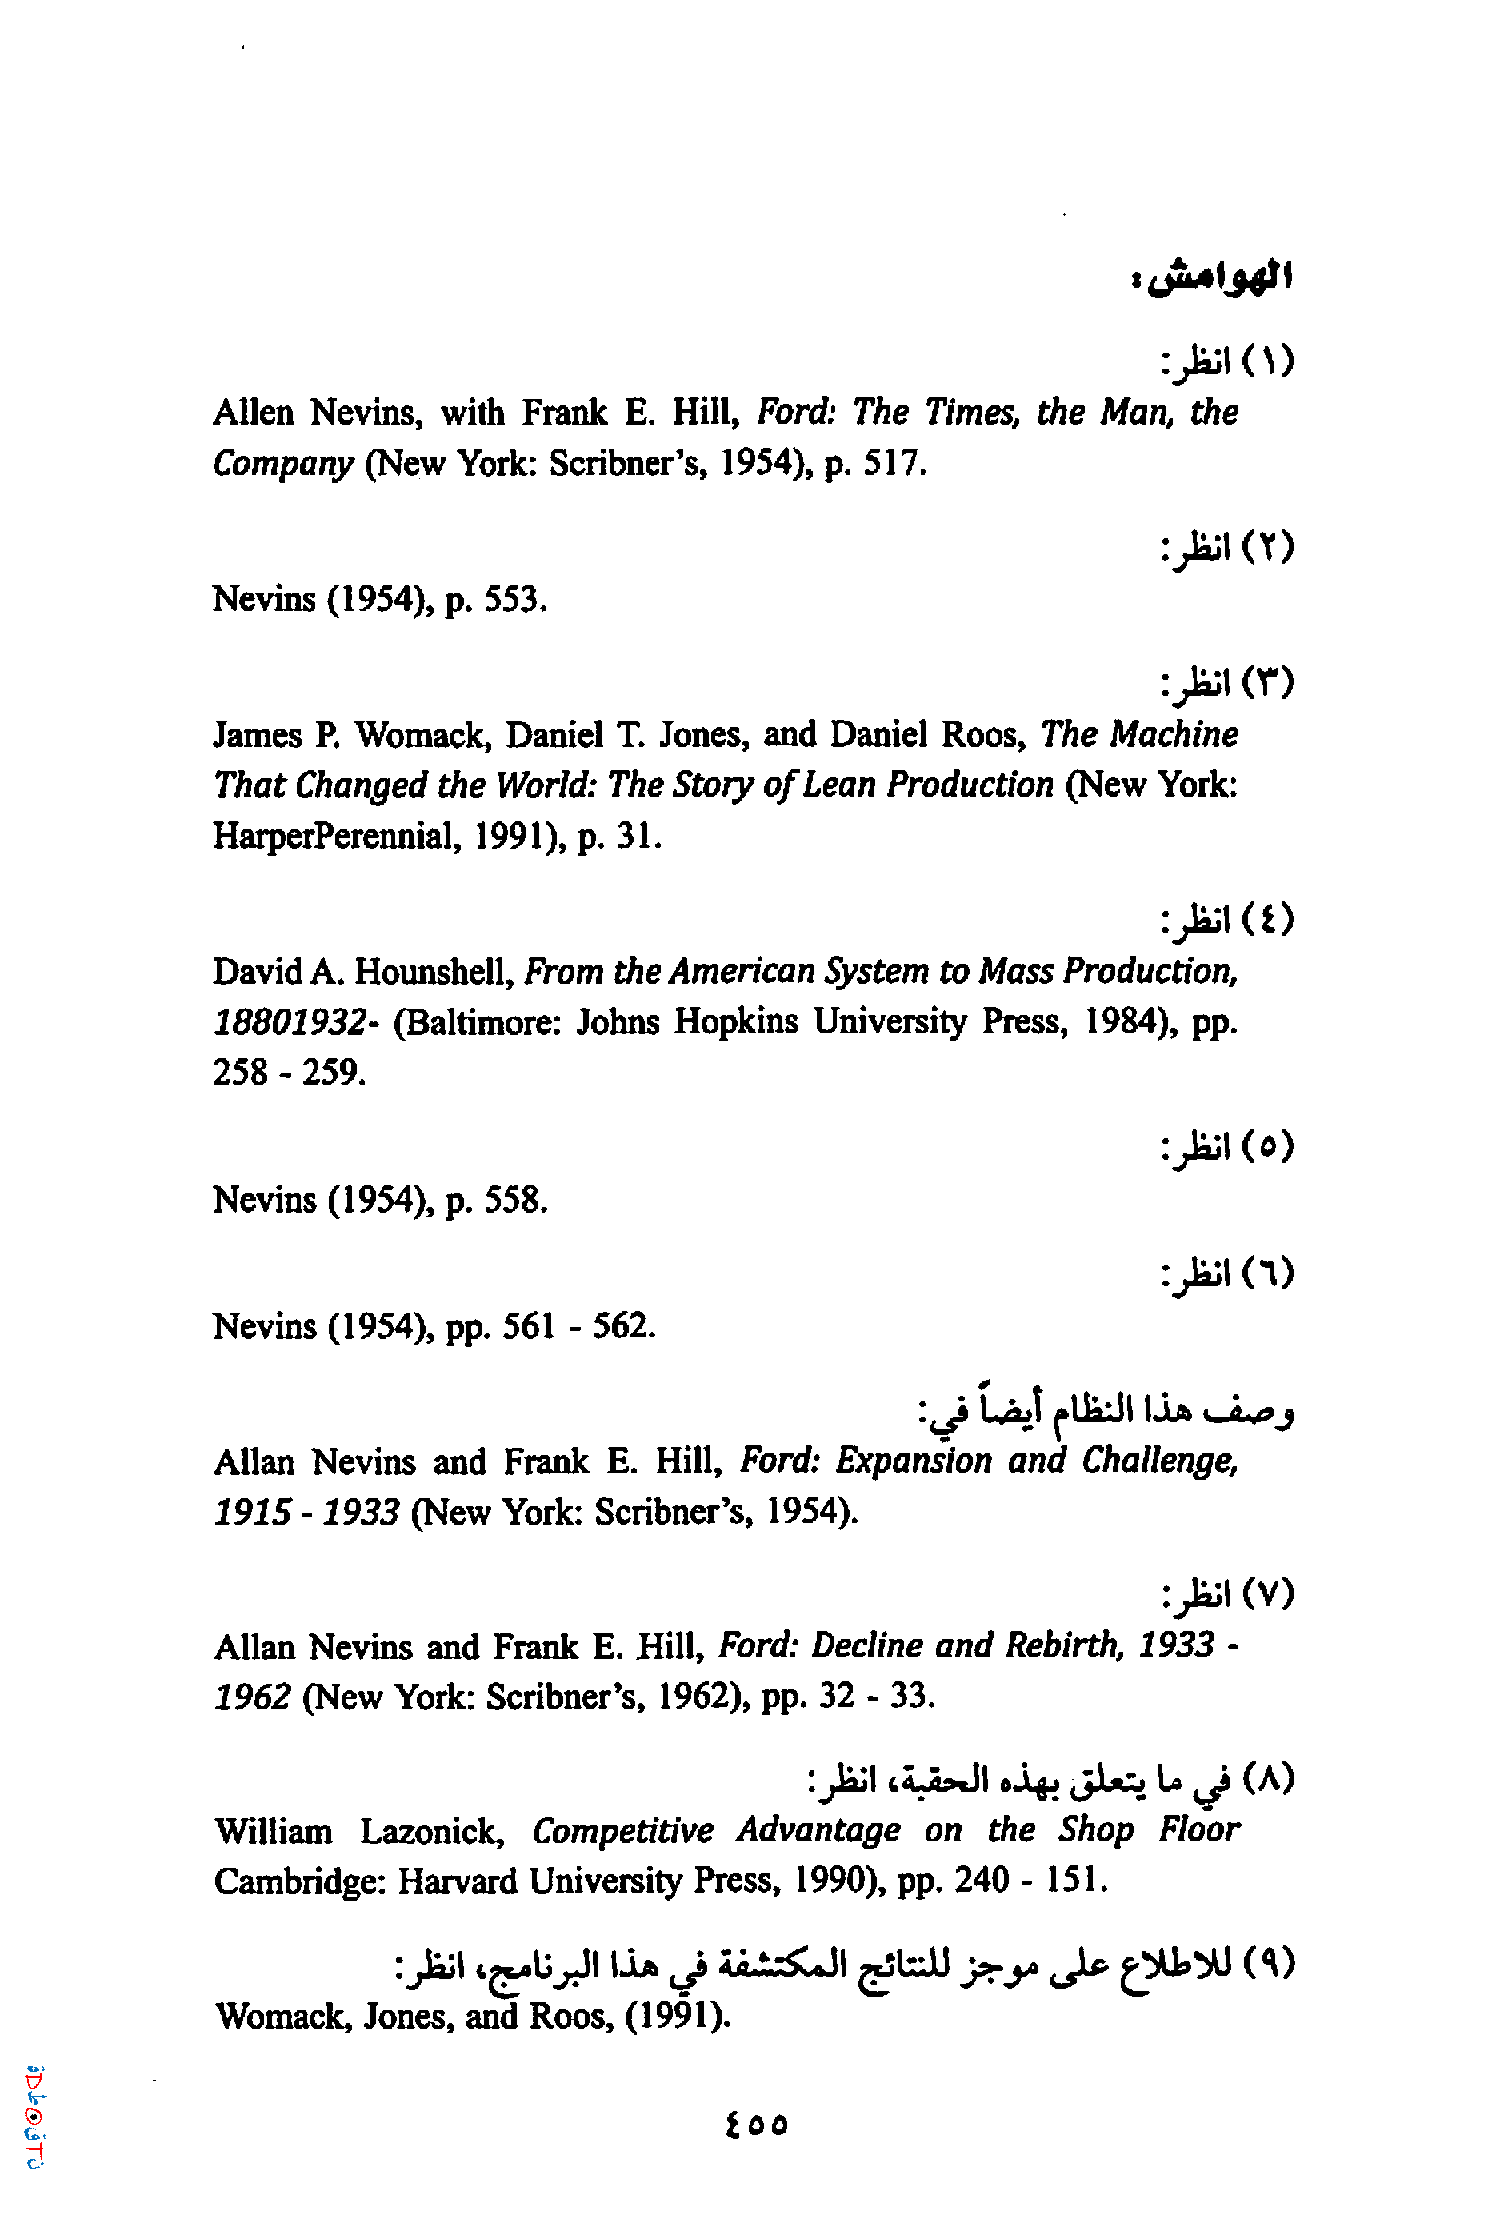 الهوامش:
(١) انظر:
Allen Nevins, with Frank E. Hill, Ford: The Times, the Man, the
Company (New York: Scribner's, 1954), p. 517.
(٢) انظر:
Nevins (1954), p. 553.
(٣) انظر:
James P. Womack, Daniel T. Jones, and Daniel Roos, The Machine
That Changed the World: The Story of Lean Production (New York:
HarperPerennial, 1991), p. 31.
(٤) انظر:
David A. Hounshell, From the American System to Mass Production,
18801932- (Baltimore: Johns Hopkins University Press, 1984), pp.
258 - 259.
(٥) انظر:
Nevins (1954), p. 558.
(٦) انظر:
Nevins (1954), pp. 561 - 562.
وصف هذا النظام أيضاً في:
Allan Nevins and Frank E. Hill, Ford: Expansion and Challenge,
1915 - 1933 (New York: Scribner's, 1954).
(٧) انظر:
Allan Nevins and Frank E. Hill, Ford: Decline and Rebirth, 1933 -
1962 (New York: Scribner's, 1962), pp. 32 - 33.
(٨) في ما يتعلق بهذه الحقبة، انظر:
William Lazonick, Competitive Advantage on the Shop Floor
Cambridge: Harvard University Press, 1990), pp. 240 - 151.
(٩) للاطلاع على موجز للنتائج المكتشفة في هذا البرنامج، انظر:
Womack, Jones, and Roos, (1991).
٤٥٥